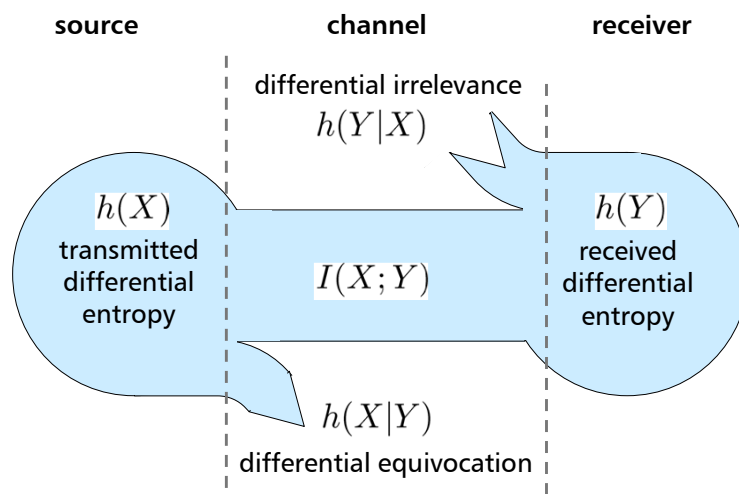 source channel receiver
differential irrelevance
h(Y|X)
h(X)
transmitted
differential
entropy
I(X;Y)
h(Y)
received
differential
entropy
h(X|Y)
differential equivocation